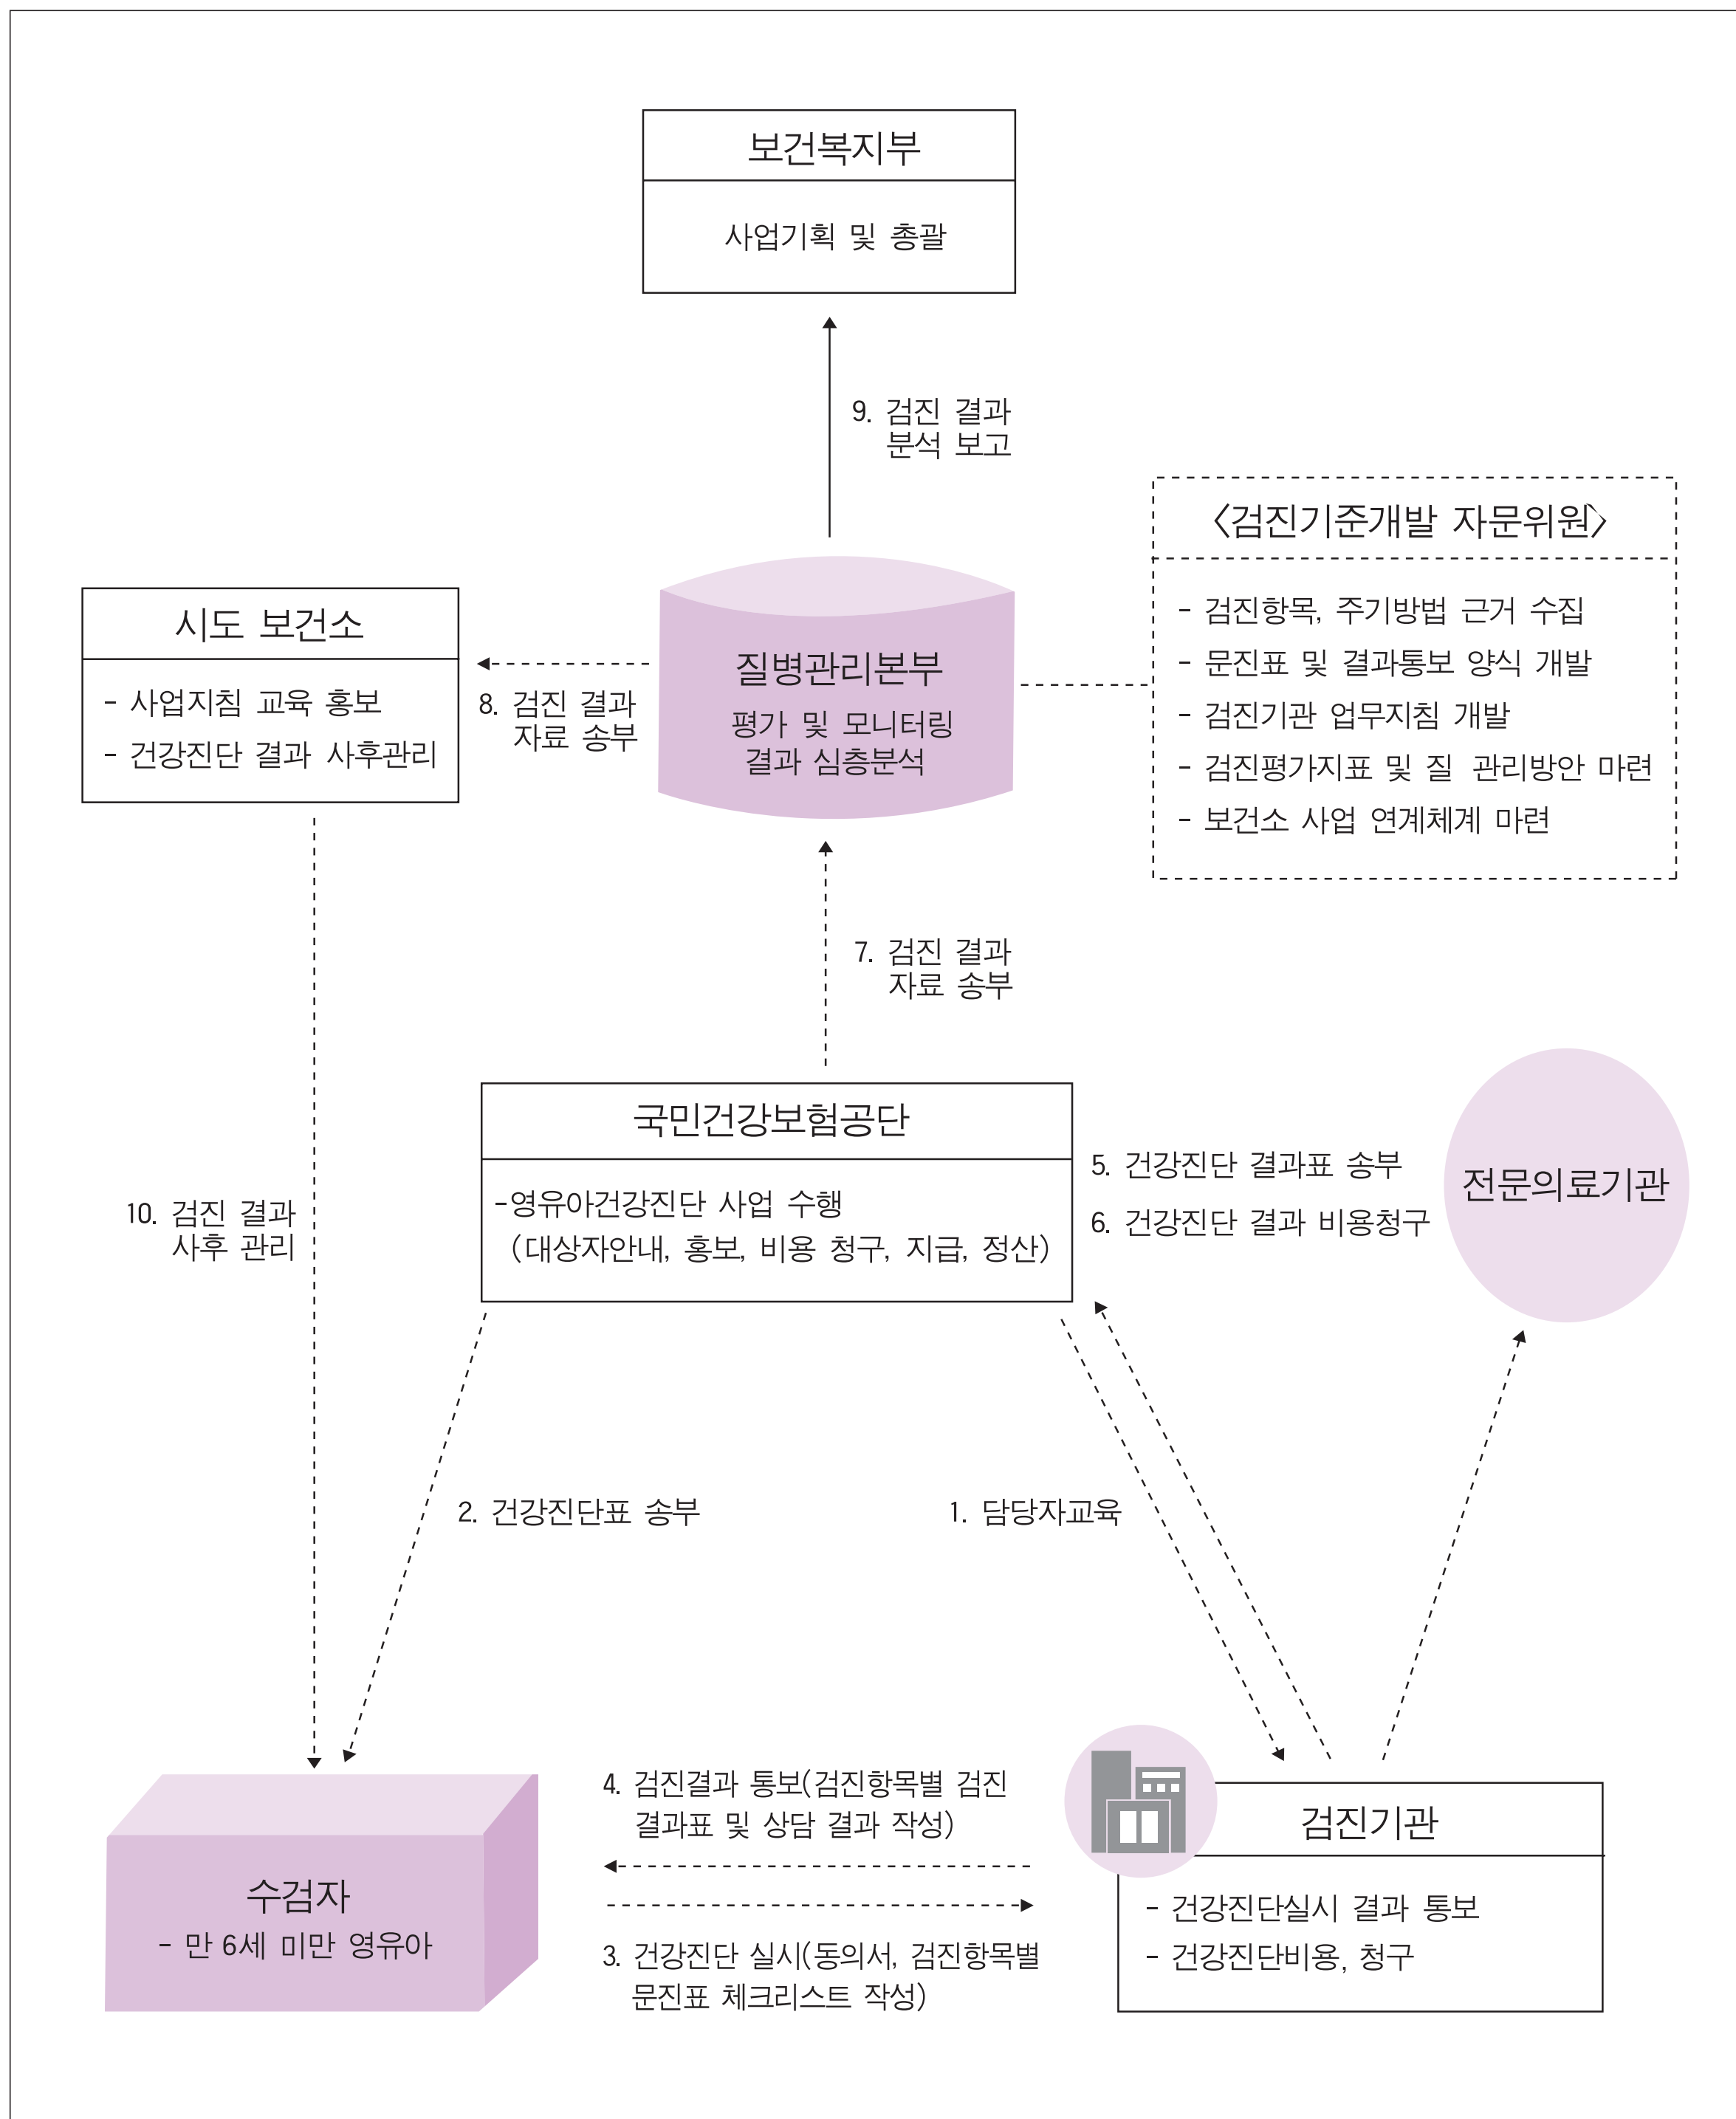 보건복지부
사업기획 및 총괄
9. 검진 결과
분석 보고
<검진기준개발 자문위원>
- 검진항목, 주기방법 근거 수집
- 문진표 및 결과통보 양식 개발
- 검진기관 업무지침 개발
- 검진평가지표 및 질 관리방안 마련
- 보건소 사업 연계체계 마련
시도 보건소
- 사업지침 교육 홍보
- 건강진단 결과 사후관리
8. 검진 결과
자료 송부
질병관리본부
평가 및 모니터링
결과 심층분석
7. 검진 결과
자료 송부
국민건강보험공단
-영유아건강진단 사업 수행
(대상자안내, 홍보, 비용 청구, 지급, 정산)
5. 건강진단 결과표 송부
6. 건강진단 결과 비용청구
전문의료기관
10. 검진 결과
사후 관리
2. 건강진단표 송부
1. 담당자교육
4. 검진결과 통보(검진항목별 검진
결과표 및 상담 결과 작성)
3. 건강진단 실시(동의서, 검진항목별
문진표 체크리스트 작성)
수검자
- 만 6세 미만 영유아
검진기관
- 건강진단실시 결과 통보
- 건강진단비용, 청구